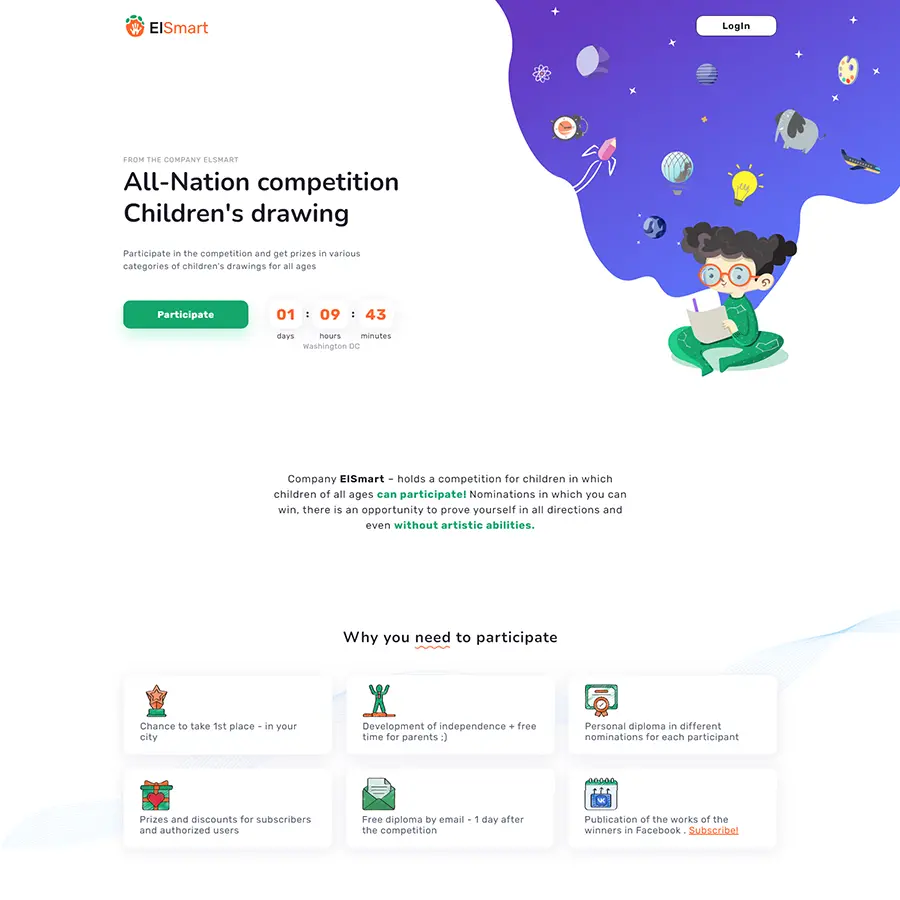 ElSmart
LogIn
FROM THE COMPANY ELSMART
All-Nation competition
Children's drawing
Participate in the competition and get prizes in various
categories of children's drawings for all ages
Participate
01 : 09 : 43
days hours minutes
Washington DC
Company ElSmart – holds a competition for children in which
children of all ages can participate! Nominations in which you can
win, there is an opportunity to prove yourself in all directions and
even without artistic abilities.
Why you need to participate
Chance to take 1st place - in your
city
Development of independence + free
time for parents ;)
Personal diploma in different
nominations for each participant
Prizes and discounts for subscribers
and authorized users
Free diploma by email - 1 day after
the competition
Publication of the works of the
winners in Facebook . Subscribe!